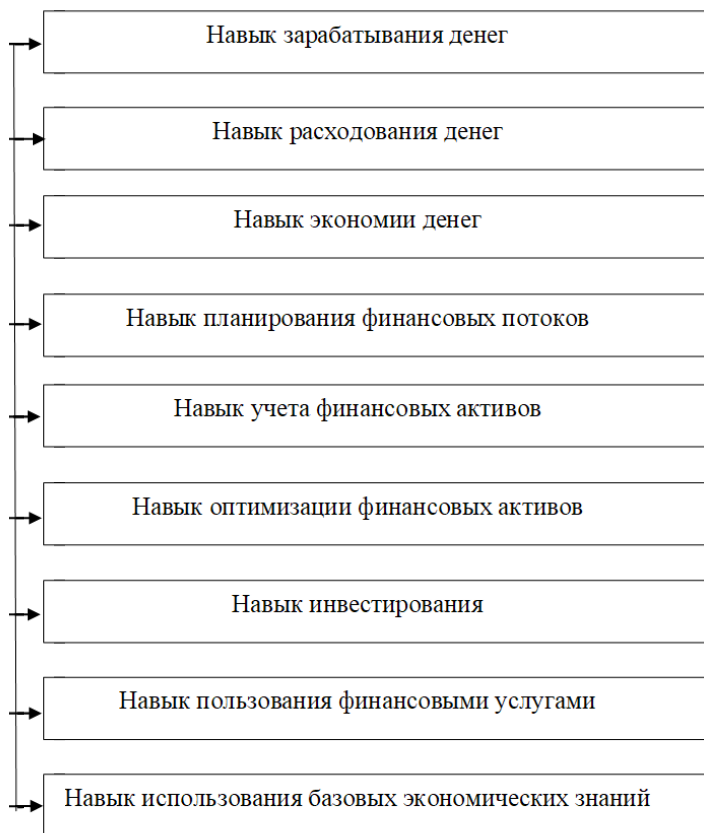 Навык зарабатывания денег
Навык расходования денег
Навык экономии денег
Навык планирования финансовых потоков
Навык учета финансовых активов
Навык оптимизации финансовых активов
Навык инвестирования
Навык пользования финансовыми услугами
Навык использования базовых экономических знаний